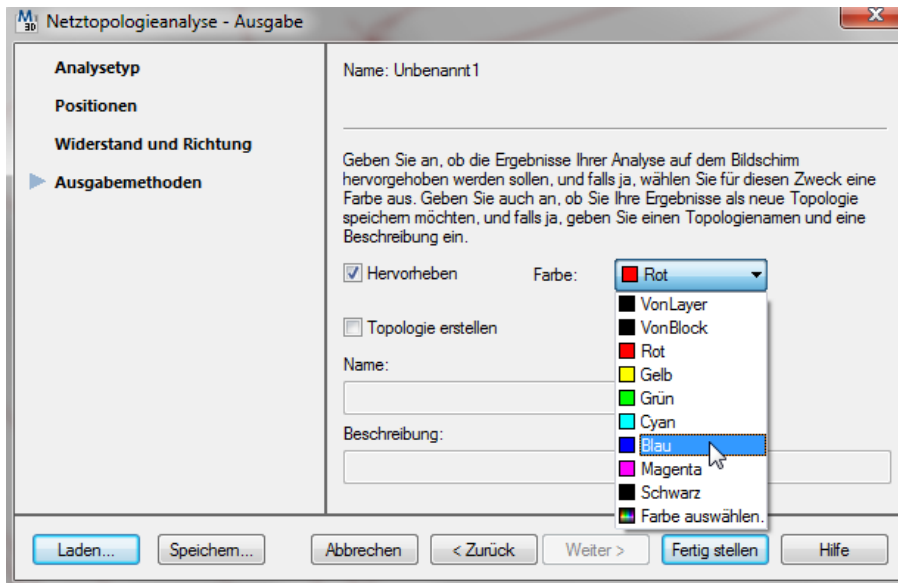 M 3D Netztopologieanalyse - Ausgabe
Analysetyp
Positionen
Widerstand und Richtung
Ausgabemethoden
Name: Unbenannt1
Geben Sie an, ob die Ergebnisse Ihrer Analyse auf dem Bildschirm
hervorgehoben werden sollen, und falls ja, wählen Sie für diesen Zweck eine
Farbe aus. Geben Sie auch an, ob Sie Ihre Ergebnisse als neue Topologie
speichern möchten, und falls ja, geben Sie einen Topologienamen und eine
Beschreibung ein.
Hervorheben Farbe: Rot
Topologie erstellen
Name:
Beschreibung:
VonLayer
VonBlock
Rot
Gelb
Grün
Cyan
Blau
Magenta
Schwarz
Farbe auswählen.
Laden... Speichern... Abbrechen < Zurück Weiter > Fertig stellen Hilfe